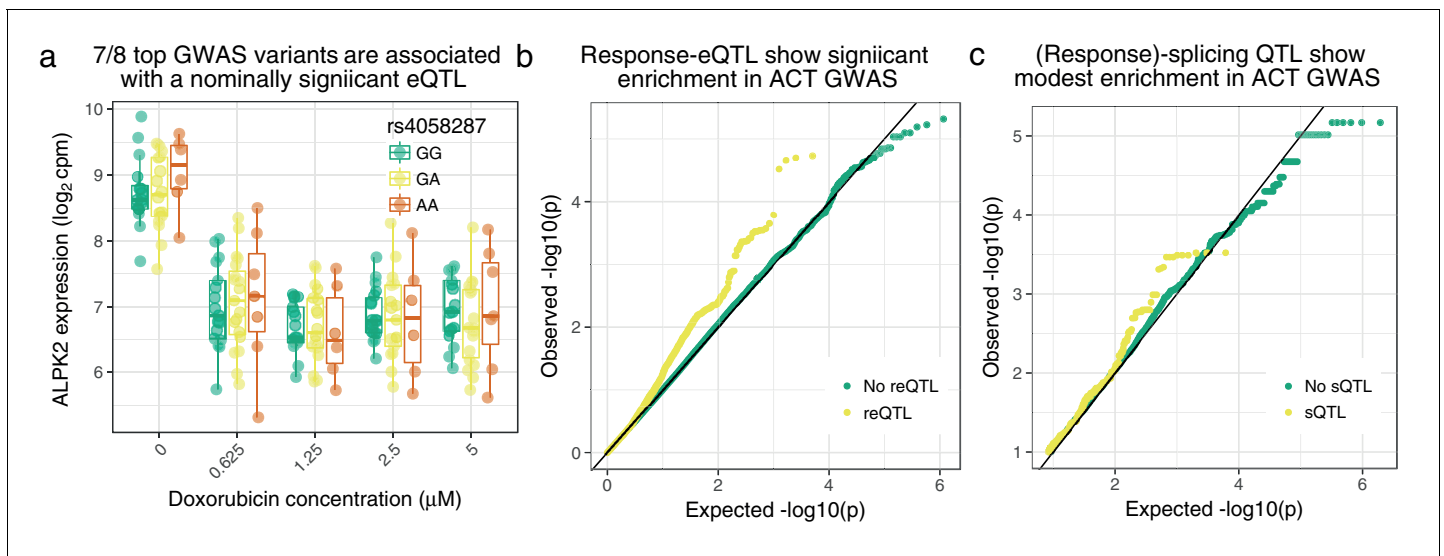 a
7/8 top GWAS variants are associated
with a nominally signiicant eQTL
ALPK2 expression (log2 cpm)
10
9
8
7
6
rs4058287
GG
GA
AA
0
0.625
1.25
2.5
5
Doxorubicin concentration (μM)
b
Response-eQTL show signiicant
enrichment in ACT GWAS
Observed -log10(p)
4
2
0
No reQTL
reQTL
0
2
4
6
Expected -log10(p)
c
(Response)-splicing QTL show
modest enrichment in ACT GWAS
Observed -log10(p)
5
4
3
2
1
No sQTL
sQTL
2
4
6
Expected -log10(p)